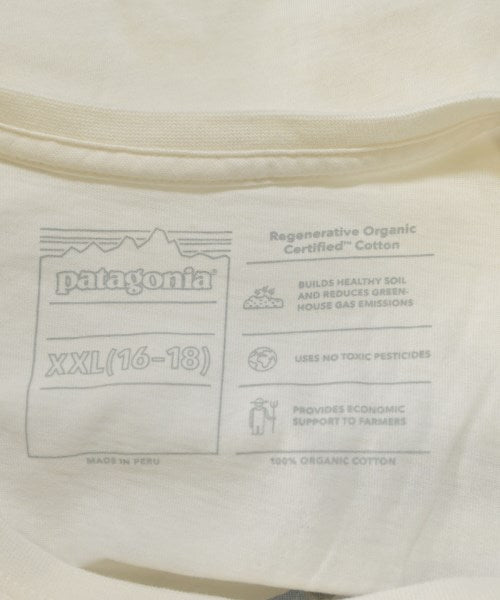 patagonia®
XXL(16-18)
MADE IN PERU
Regenerative Organic
Certified™ Cotton
BUILDS HEALTHY SOIL
AND REDUCES GREEN-
HOUSE GAS EMISSIONS
USES NO TOXIC PESTICIDES
PROVIDES ECONOMIC
SUPPORT TO FARMERS
100% ORGANIC COTTON